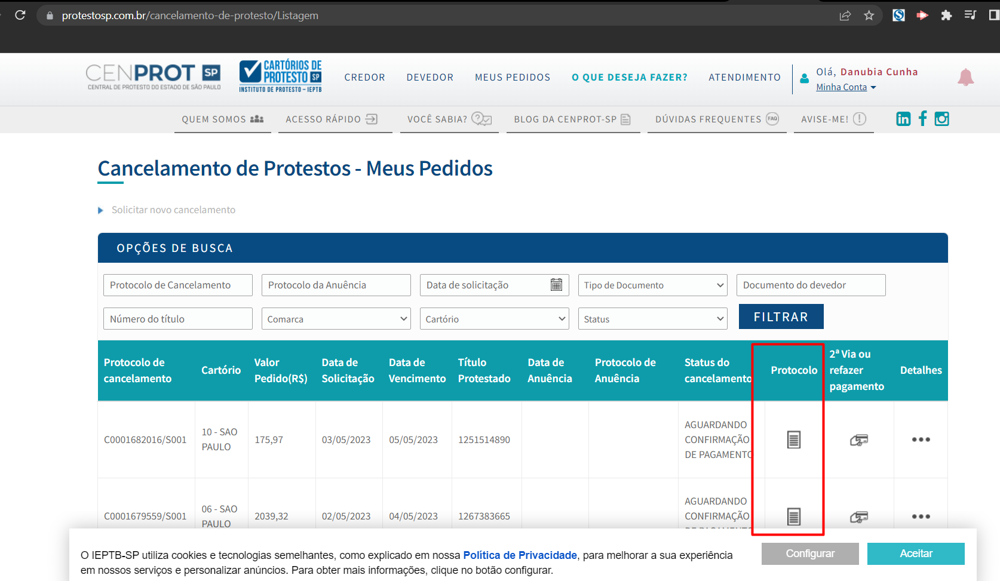 protestosp.com.br/cancelamento-de-protesto/Listagem
CENPROT SP
CENTRAL DE PROTESTO DO ESTADO DE SÃO PAULO
CARTÓRIOS DE
PROTESTO SP
INSTITUTO DE PROTESTO - IEPTB
CREDOR
DEVEDOR
MEUS PEDIDOS
O QUE DESEJA FAZER?
ATENDIMENTO
Olá, Danubia Cunha
Minha Conta
QUEM SOMOS
ACESSO RÁPIDO
VOCÊ SABIA?
BLOG DA CENPROT-SP
DÚVIDAS FREQUENTES FAQ
AVISE-ME!
Cancelamento de Protestos - Meus Pedidos
Solicitar novo cancelamento
OPÇÕES DE BUSCA
Protocolo de Cancelamento
Protocolo da Anuência
Data de solicitação
Tipo de Documento
Documento do devedor
Número do título
Comarca
Cartório
Status
FILTRAR
Protocolo de
cancelamento
Cartório
Valor
Pedido(R$)
Data de
Solicitação
Data de
Vencimento
Título
Protestado
Data de
Anuência
Protocolo de
Anuência
Status do
cancelamento
Protocolo
2ª Via ou
refazer
pagamento
Detalhes
C0001682016/S001
10 - SAO
PAULO
175,97
03/05/2023
05/05/2023
1251514890
AGUARDANDO
CONFIRMAÇÃO
DE PAGAMENTO
C0001679559/S001
06 - SAO
PAULO
2039,32
02/05/2023
04/05/2023
1267383665
AGUARDANDO
CONFIRMAÇÃO
O IEPTB-SP utiliza cookies e tecnologias semelhantes, como explicado em nossa Política de Privacidade, para melhorar a sua experiência
em nossos serviços e personalizar anúncios. Para obter mais informações, clique no botão configurar.
Configurar
Aceitar